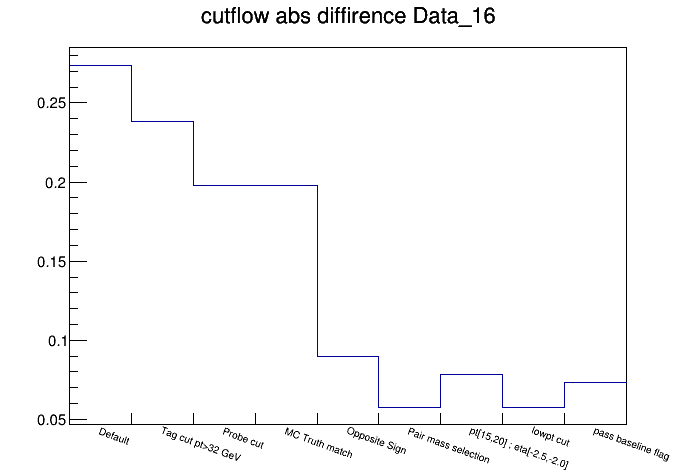 cutflow abs diffirence Data_16
0.25
0.2
0.15
0.1
0.05
Default
Tag cut pt>32 GeV
Probe cut
MC Truth match
Opposite Sign
Pair mass selection
pt[15,20] : eta[-2.5,-2.0]
lowpt cut
pass baseline flag